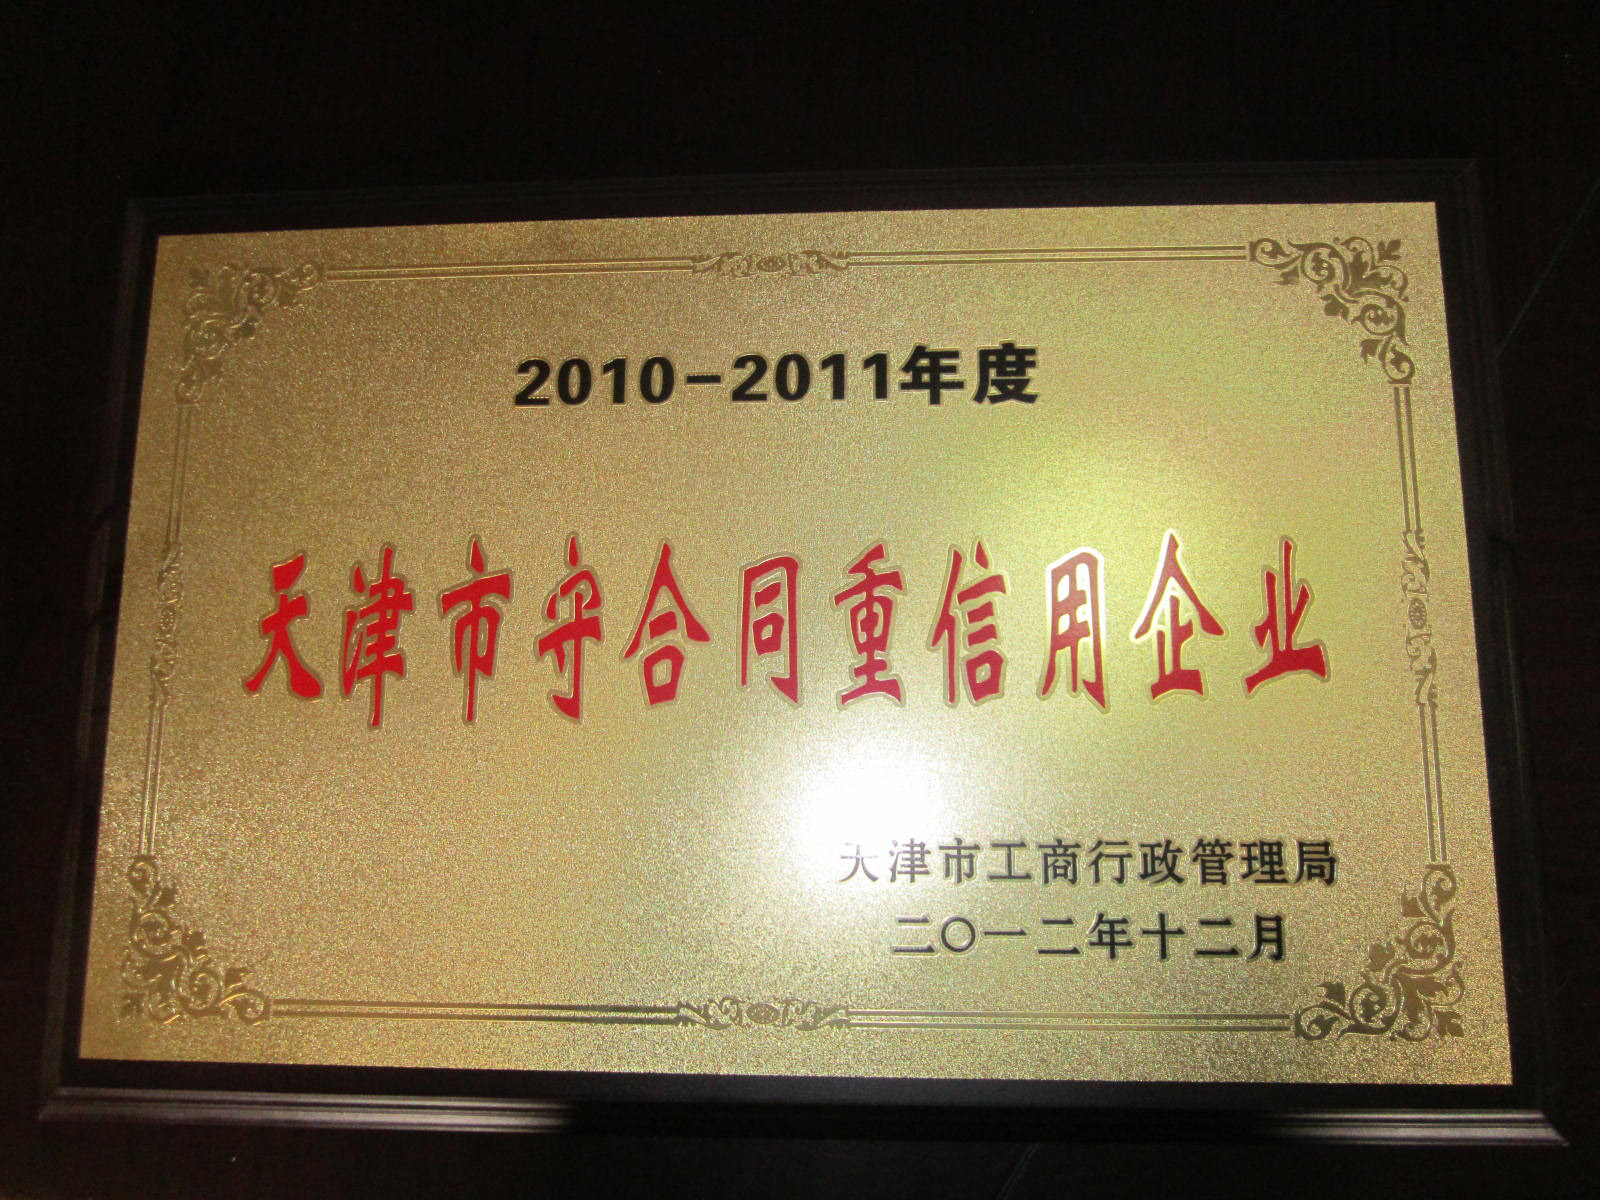 2010-2011年度
天津市守合同重信用企业
天津市工商行政管理局
二〇一二年十二月